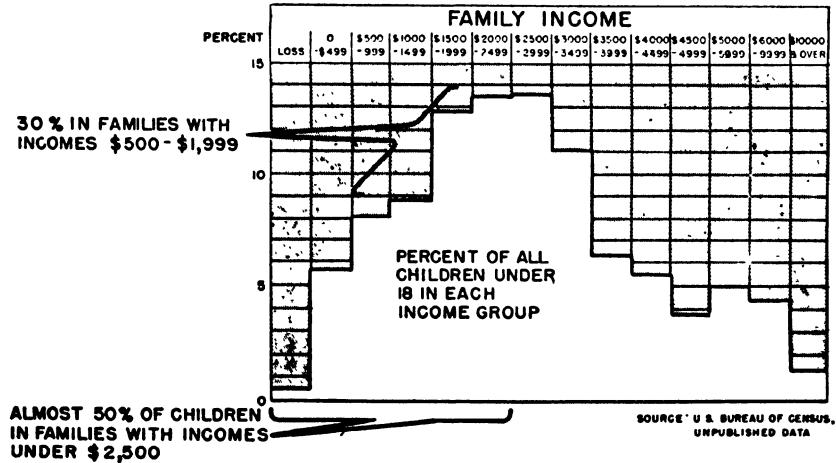 FAMILY INCOME
PERCENT
LOSS
0 -$499
$500 -999
$1000 -1499
$1500 -1999
$2000 -2499
$2500 -2999
$3000 -3499
$3500 -3999
$4000 -4499
$4500 -4999
$5000 -5999
$6000 -9999
$10000 & OVER
15
30% IN FAMILIES WITH
INCOMES $500-$1,999
10
PERCENT OF ALL
CHILDREN UNDER
18 IN EACH
INCOME GROUP
5
0
ALMOST 50% OF CHILDREN
IN FAMILIES WITH INCOMES
UNDER $2,500
SOURCE: U.S. BUREAU OF CENSUS,
UNPUBLISHED DATA